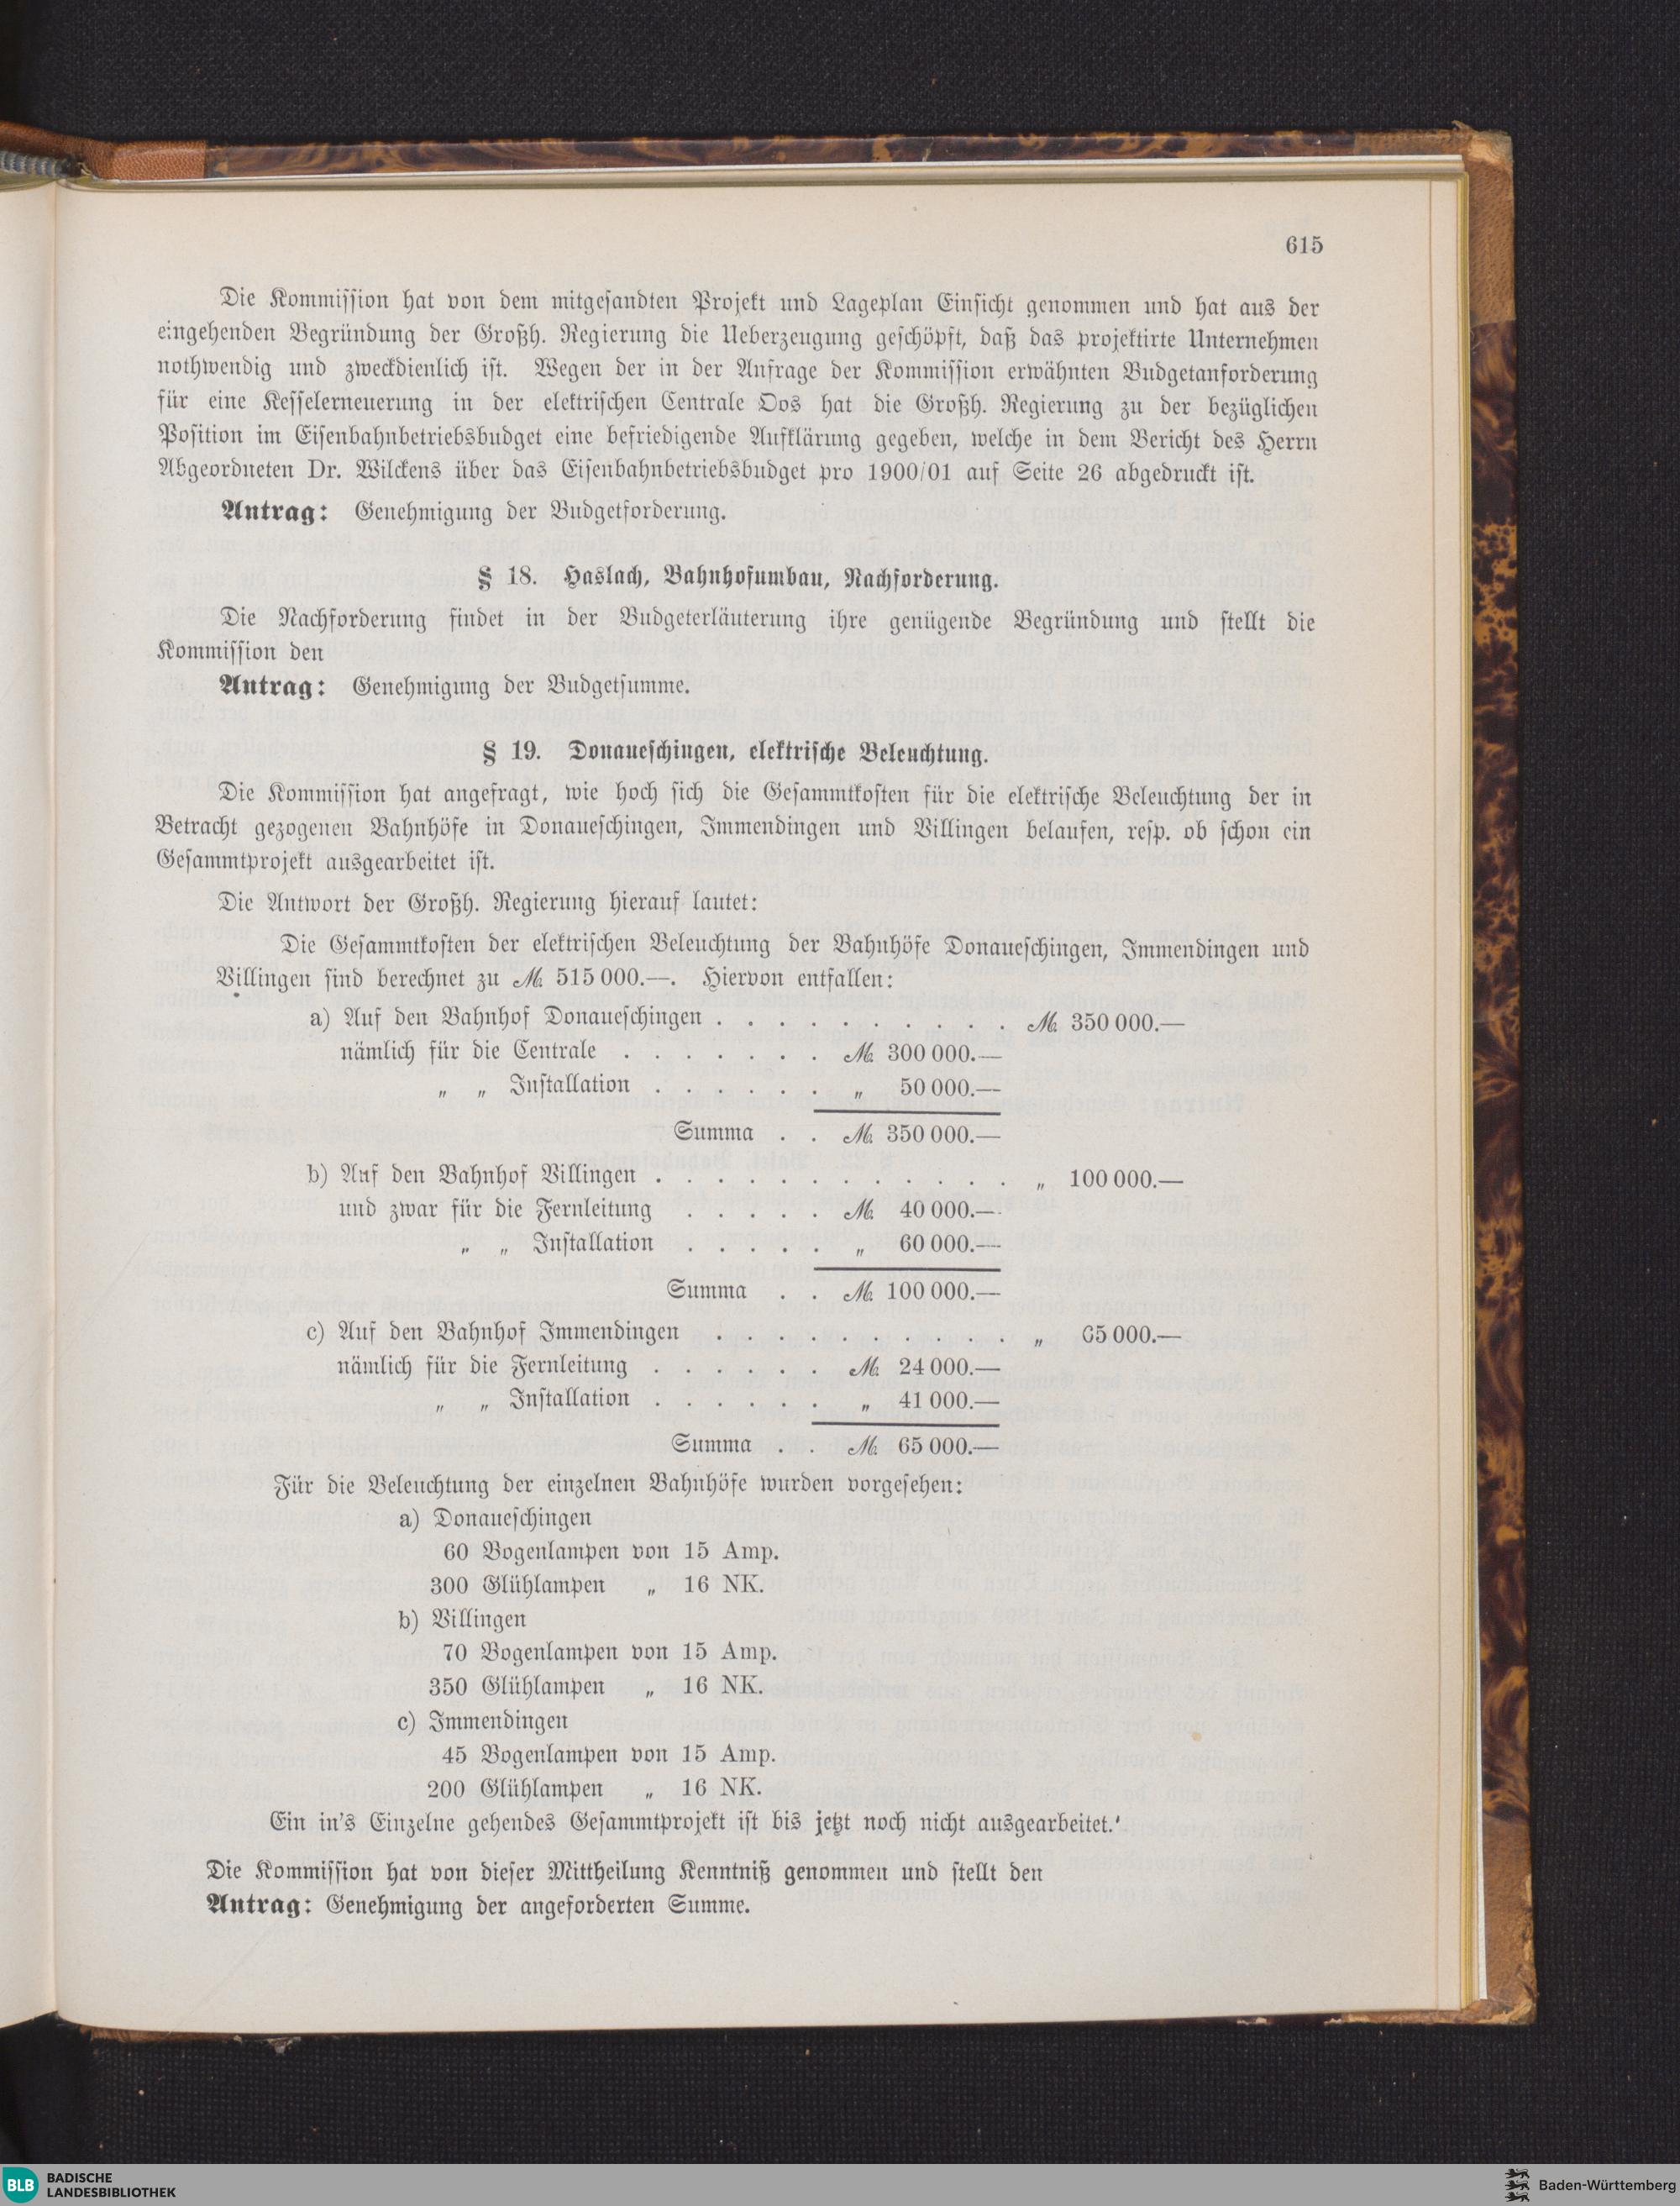 615
Die Kommission hat von dem mitgesandten Projekt und Lageplan Einsicht genommen und hat aus der
eingehenden Begründung der Großh. Regierung die Ueberzeugung geschöpft, daß das projektirte Unternehmen
nothwendig und zweckdienlich ist. Wegen der in der Anfrage der Kommission erwähnten Budgetanforderung
für eine Kesselerneuerung in der elektrischen Centrale Oos hat die Großh. Regierung zu der bezüglichen
Position im Eisenbahnbetriebsbudget eine befriedigende Aufklärung gegeben, welche in dem Bericht des Herrn
Abgeordneten Dr. Wilckens über das Eisenbahnbetriebsbudget pro 1900/01 auf Seite 26 abgedruckt ist.
Antrag: Genehmigung der Budgetforderung.
§ 18. Haslach, Bahnhofumbau, Nachforderung.
Die Nachforderung findet in der Budgeterläuterung ihre genügende Begründung und stellt die
Kommission den
Antrag: Genehmigung der Budgetsumme.
§ 19. Donaueschingen, elektrische Beleuchtung.
Die Kommission hat angefragt, wie hoch sich die Gesammtkosten für die elektrische Beleuchtung der in
Betracht gezogenen Bahnhöfe in Donaueschingen, Immendingen und Villingen belaufen, resp. ob schon ein
Gesammtprojekt ausgearbeitet ist.
Die Antwort der Großh. Regierung hierauf lautet:
Die Gesammtkosten der elektrischen Beleuchtung der Bahnhöfe Donaueschingen, Immendingen und
Villingen sind berechnet zu M. 515 000.—. Hiervon entfallen:
a) Auf den Bahnhof Donaueschingen . . . . . . . . . . M. 350 000.—
nämlich für die Centrale . . . . . . . M. 300 000.—
„ „ Installation . . . . . . „ 50 000.—
Summa . . M. 350 000.—
b) Auf den Bahnhof Villingen . . . . . . . . . . . . „ 100 000.—
und zwar für die Fernleitung . . . . . M. 40 000.—
„ „ Installation . . . . . „ 60 000.—
Summa . . M. 100 000.—
c) Auf den Bahnhof Immendingen . . . . . . . . . . „ 65 000.—
nämlich für die Fernleitung . . . . . . M. 24 000.—
„ „ Installation . . . . . . „ 41 000.—
Summa . . M. 65 000.—
Für die Beleuchtung der einzelnen Bahnhöfe wurden vorgesehen:
a) Donaueschingen
60 Bogenlampen von 15 Amp.
300 Glühlampen „ 16 NK.
b) Villingen
70 Bogenlampen von 15 Amp.
350 Glühlampen „ 16 NK.
c) Immendingen
45 Bogenlampen von 15 Amp.
200 Glühlampen „ 16 NK.
Ein in's Einzelne gehendes Gesammtprojekt ist bis jetzt noch nicht ausgearbeitet.'
Die Kommission hat von dieser Mittheilung Kenntniß genommen und stellt den
Antrag: Genehmigung der angeforderten Summe.
BLB BADISCHE
LANDESBIBLIOTHEK
Baden-Württemberg